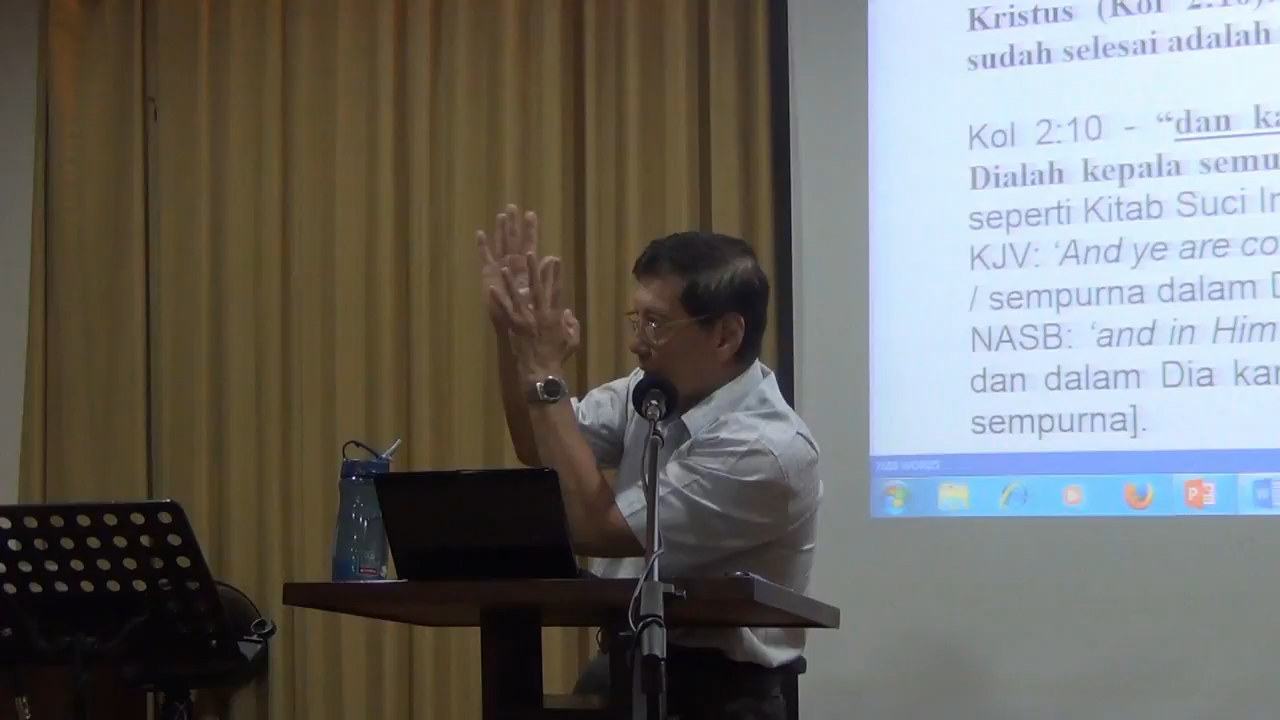 Kristus (Kol 2:10).
sudah selesai adalah
Kol 2:10 - “dan ka
Dialah kepala semu
seperti Kitab Suci In
KJV: ‘And ye are co
/ sempurna dalam D
NASB: ‘and in Him
dan dalam Dia kar
sempurna].